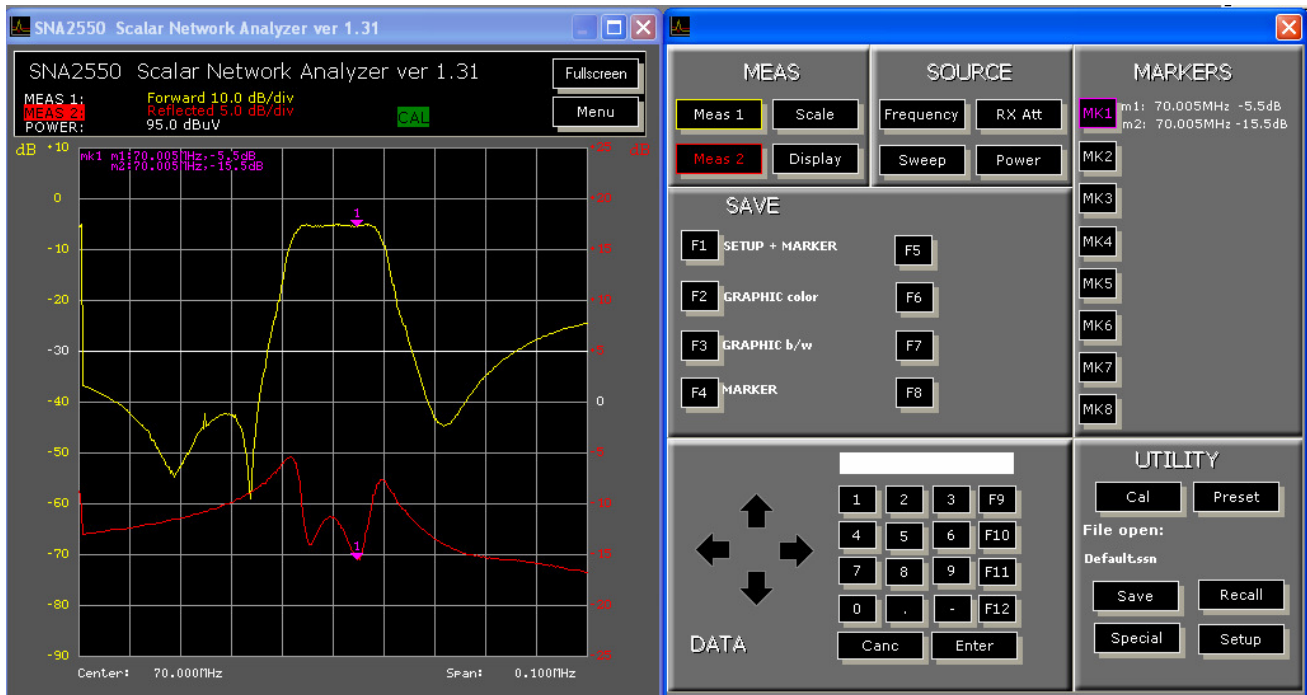 SNA2550 Scalar Network Analyzer ver 1.31
SNA2550 Scalar Network Analyzer ver 1.31
Fullscreen
MEAS 1: Forward 10.0 dB/div
MEAS 2: Reflected 5.0 dB/div
POWER: 95.0 dBuV
CAL
Menu
dB +10 +25 dB
mk1 m1:70.005MHz,-5.5dB
m2:70.005MHz,-15.5dB
0 +20
1
-10 +15
-20 +10
-30 +5
-40 0
-50 -5
-60 -10
1
-70 -15
-80 -20
-90 -25
Center: 70.000MHz Span: 0.100MHz
MEAS
Meas 1 Scale
Meas 2 Display
SOURCE
Frequency RX Att
Sweep Power
MARKERS
MK1 m1: 70.005MHz -5.5dB
m2: 70.005MHz -15.5dB
MK2
MK3
MK4
MK5
MK6
MK7
MK8
SAVE
F1 SETUP + MARKER F5
F2 GRAPHIC color F6
F3 GRAPHIC b/w F7
F4 MARKER F8
1 2 3 F9
4 5 6 F10
7 8 9 F11
0 . - F12
DATA
Canc Enter
UTILITY
Cal Preset
File open:
Default.ssn
Save Recall
Special Setup